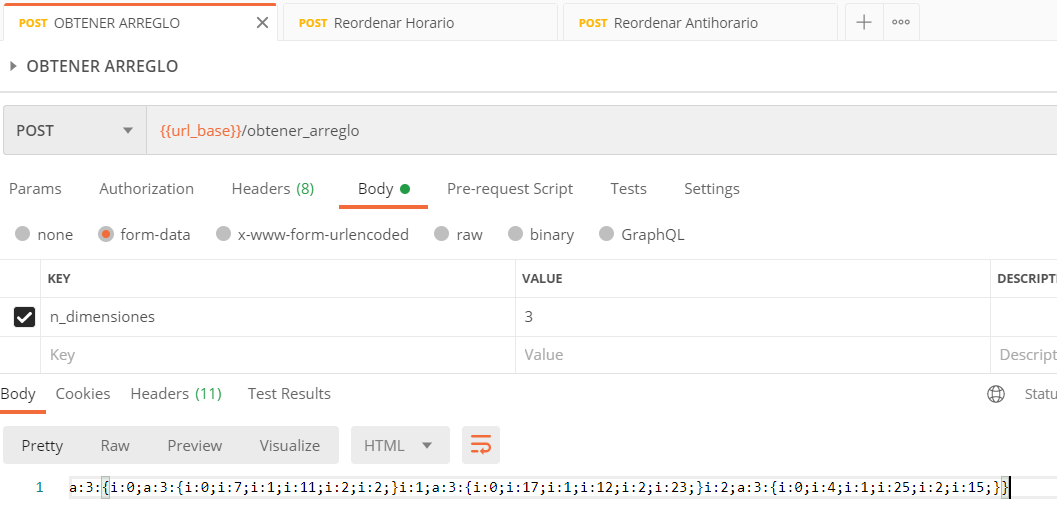 POST OBTENER ARREGLO POST Reordenar Horario POST Reordenar Antihorario
OBTENER ARREGLO
POST {{url_base}}/obtener_arreglo
Params Authorization Headers (8) Body Pre-request Script Tests Settings
none form-data x-www-form-urlencoded raw binary GraphQL
KEY VALUE DESCRIPT
n_dimensiones 3
Key Value Descript
Body Cookies Headers (11) Test Results Statu
Pretty Raw Preview Visualize HTML
1 a:3:{i:0;a:3:{i:0;i:7;i:1;i:11;i:2;i:2;}i:1;a:3:{i:0;i:17;i:1;i:12;i:2;i:23;}i:2;a:3:{i:0;i:4;i:1;i:25;i:2;i:15;}}